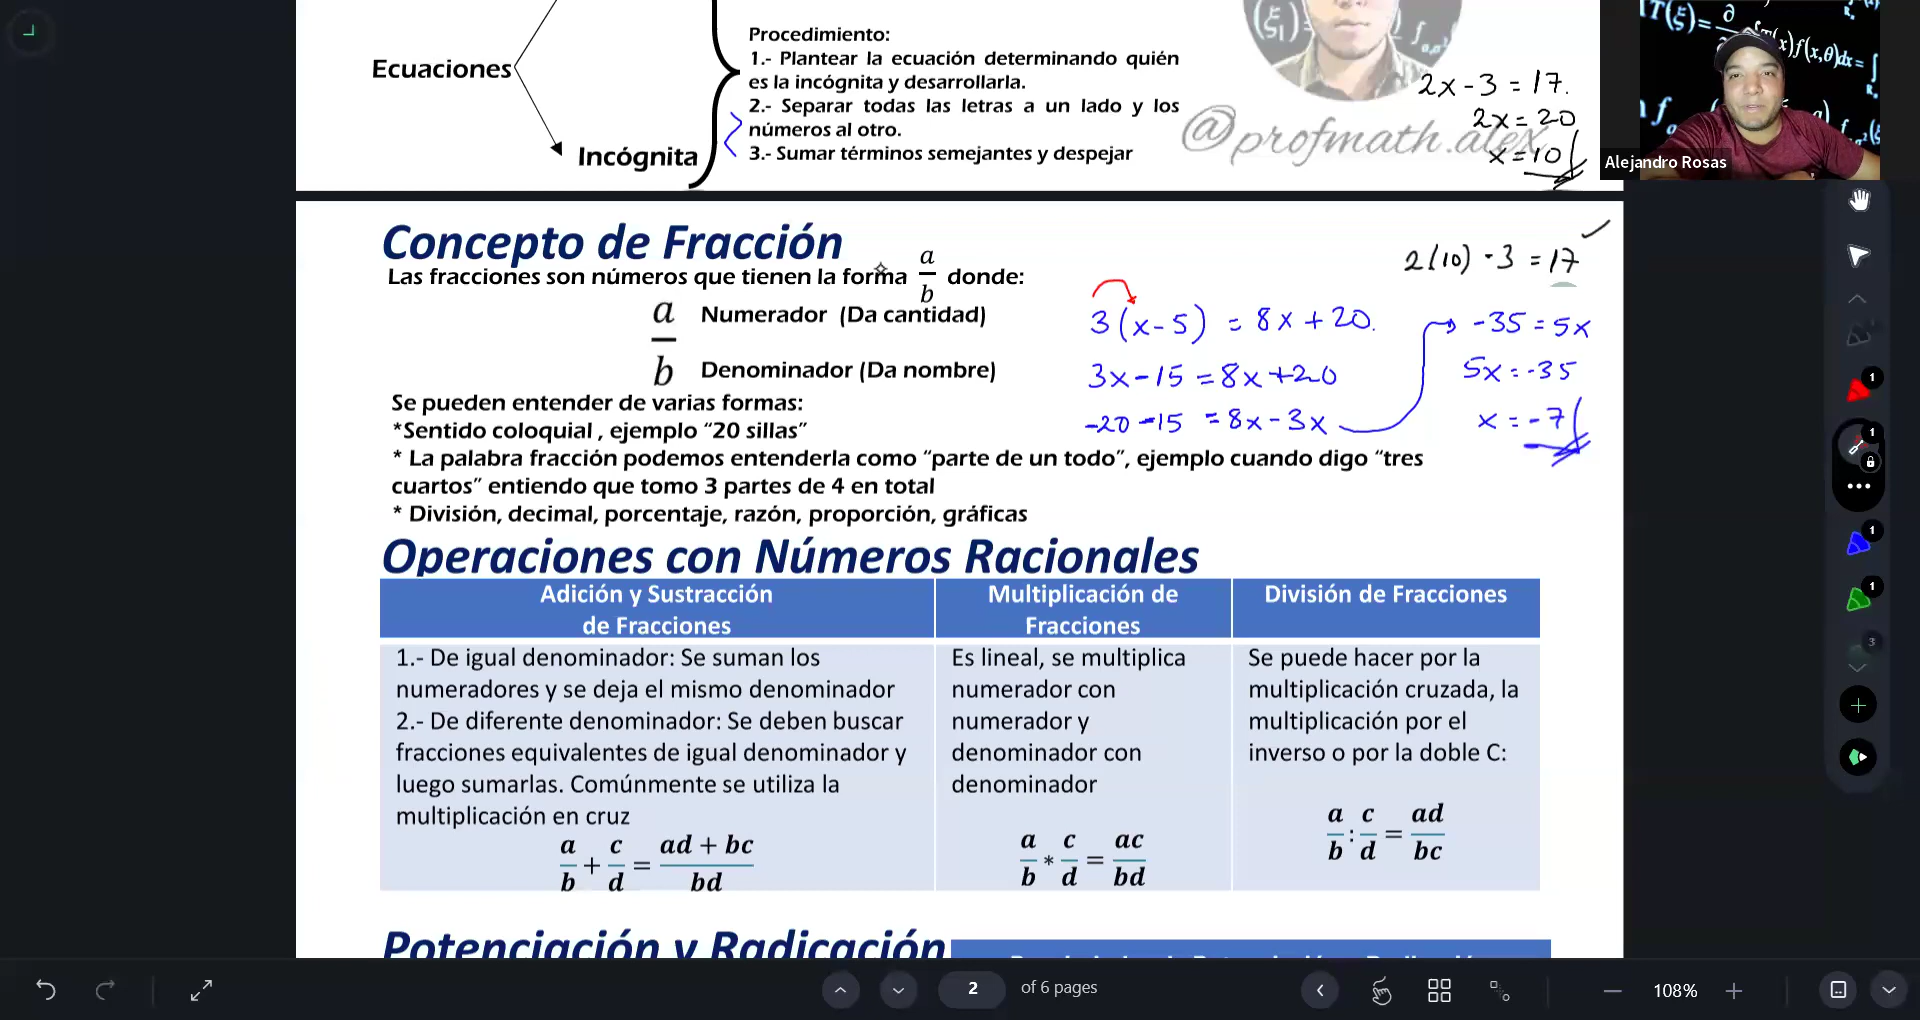 Procedimiento:
1.- Plantear la ecuación determinando quién
es la incógnita y desarrollarla.
2.- Separar todas las letras a un lado y los
números al otro.
3.- Sumar términos semejantes y despejar
Ecuaciones
Incógnita
@profmath.alex
2x - 3 = 17.
2x = 20
x = 10
Alejandro Rosas
Concepto de Fracción
Las fracciones son números que tienen la forma a/b donde:
a Numerador (Da cantidad)
b Denominador (Da nombre)
2(10) - 3 = 17
3(x-5) = 8x + 20.
3x - 15 = 8x + 20
-20 - 15 = 8x - 3x
-35 = 5x
5x = -35
x = -7
Se pueden entender de varias formas:
*Sentido coloquial , ejemplo “20 sillas”
* La palabra fracción podemos entenderla como “parte de un todo”, ejemplo cuando digo “tres
cuartos” entiendo que tomo 3 partes de 4 en total
* División, decimal, porcentaje, razón, proporción, gráficas
Operaciones con Números Racionales
Adición y Sustracción
de Fracciones
1.- De igual denominador: Se suman los
numeradores y se deja el mismo denominador
2.- De diferente denominador: Se deben buscar
fracciones equivalentes de igual denominador y
luego sumarlas. Comúnmente se utiliza la
multiplicación en cruz
a/b + c/d = ad + bc/bd
Multiplicación de
Fracciones
Es lineal, se multiplica
numerador con
numerador y
denominador con
denominador
a/b * c/d = ac/bd
División de Fracciones
Se puede hacer por la
multiplicación cruzada, la
multiplicación por el
inverso o por la doble C:
a/b : c/d = ad/bc
Potenciación y Radicación
1
1
1
1
3
2 of 6 pages
108%